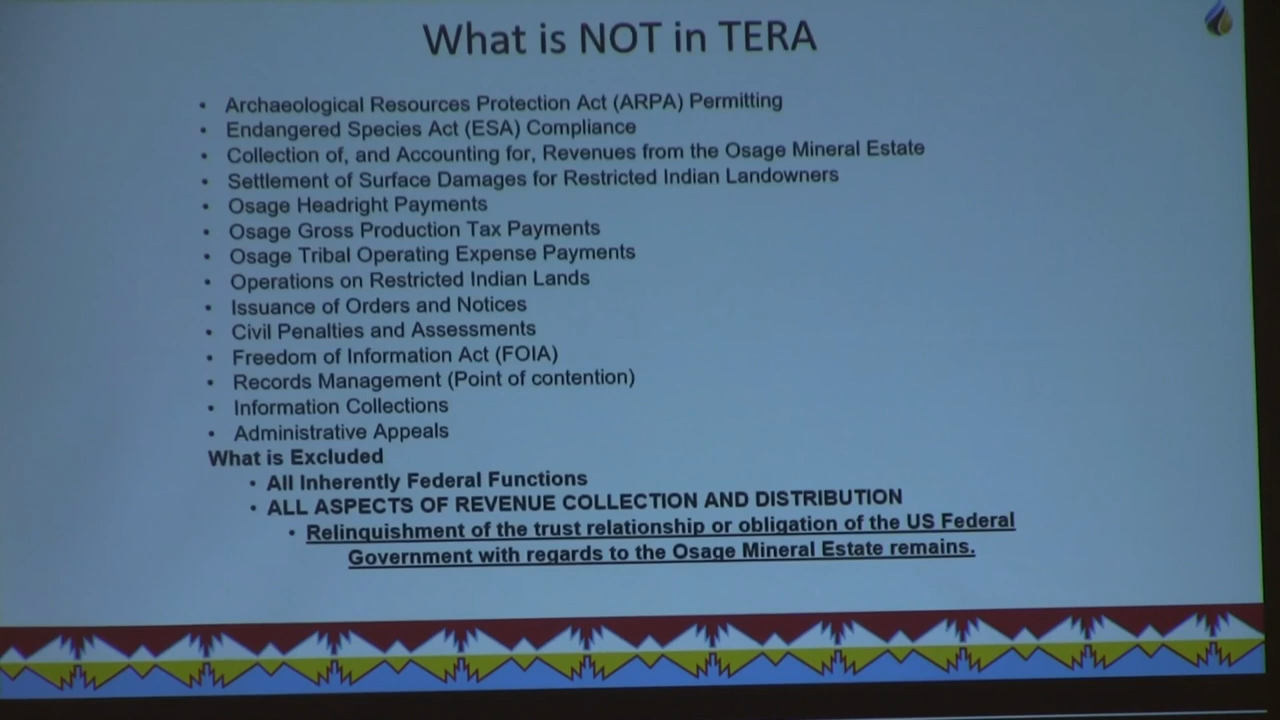 What is NOT in TERA
• Archaeological Resources Protection Act (ARPA) Permitting
• Endangered Species Act (ESA) Compliance
• Collection of, and Accounting for, Revenues from the Osage Mineral Estate
• Settlement of Surface Damages for Restricted Indian Landowners
• Osage Headright Payments
• Osage Gross Production Tax Payments
• Osage Tribal Operating Expense Payments
• Operations on Restricted Indian Lands
• Issuance of Orders and Notices
• Civil Penalties and Assessments
• Freedom of Information Act (FOIA)
• Records Management (Point of contention)
• Information Collections
• Administrative Appeals
What is Excluded
• All Inherently Federal Functions
• ALL ASPECTS OF REVENUE COLLECTION AND DISTRIBUTION
• Relinquishment of the trust relationship or obligation of the US Federal
Government with regards to the Osage Mineral Estate remains.